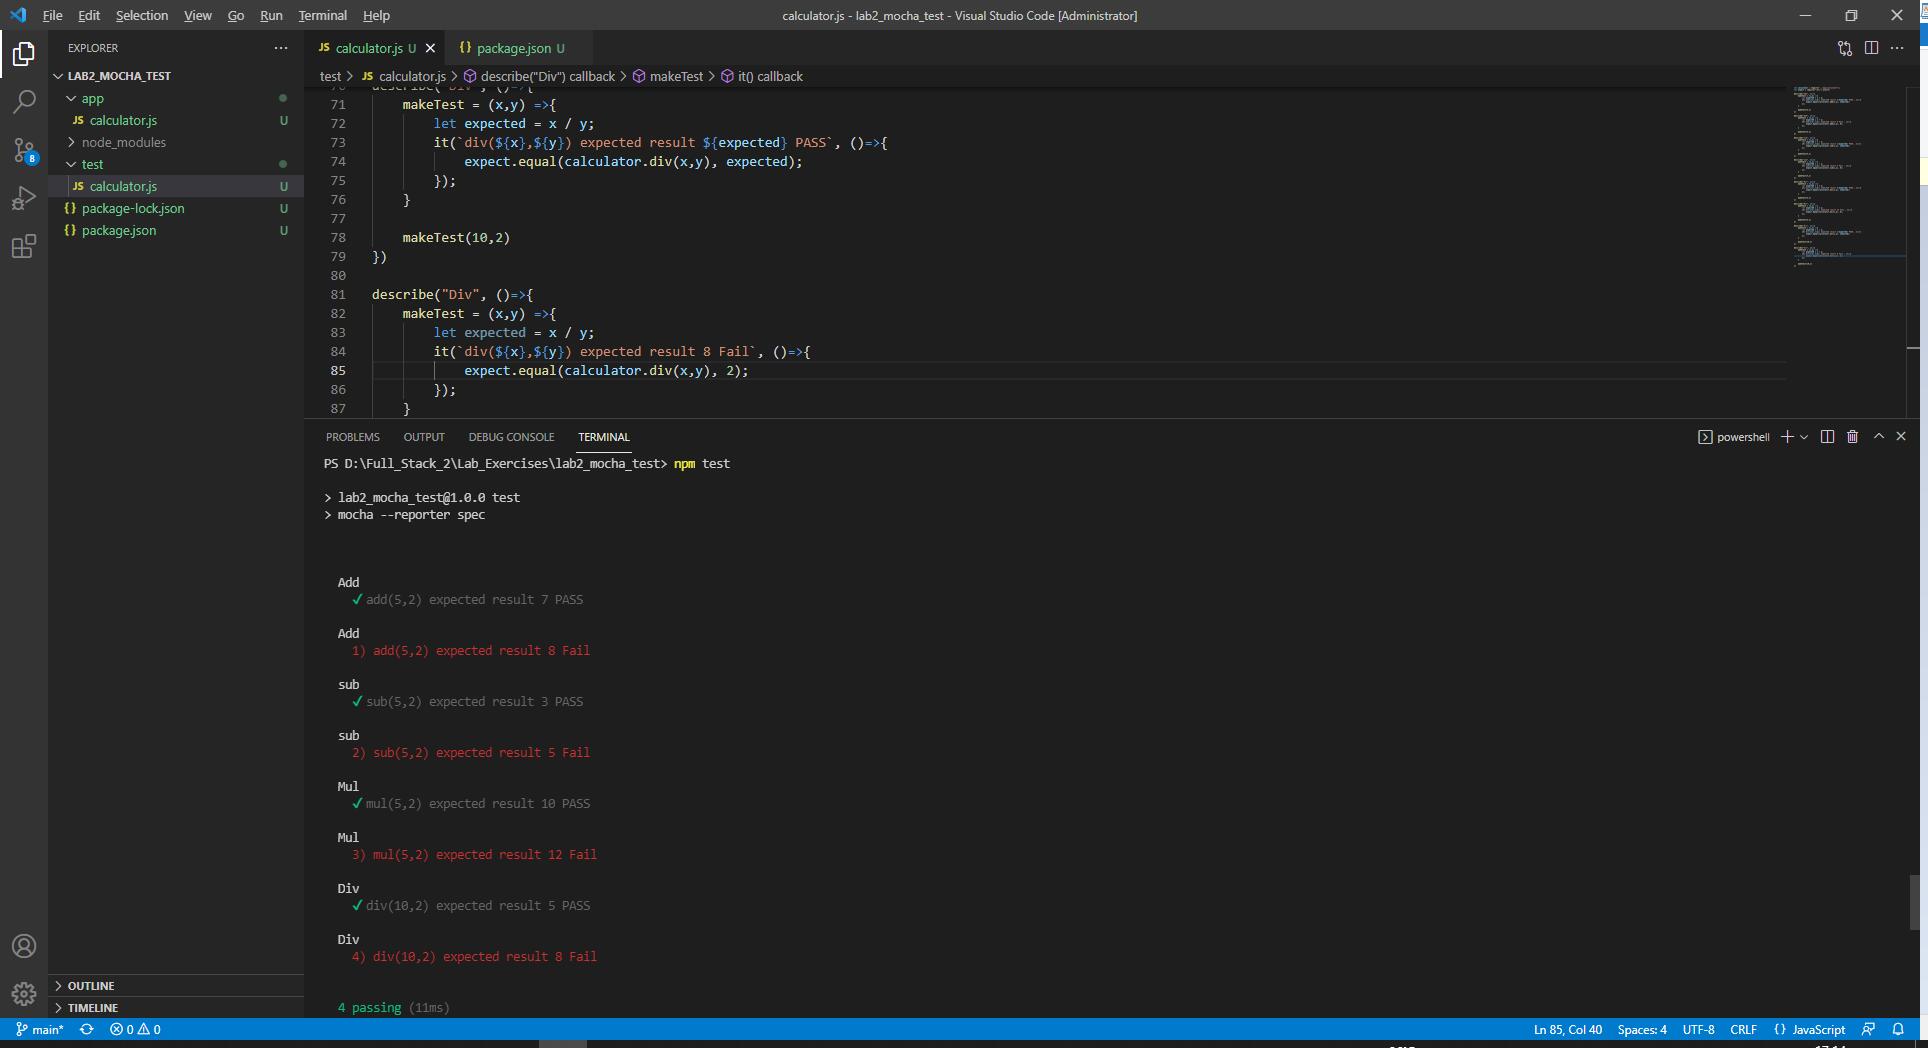 File Edit Selection View Go Run Terminal Help
calculator.js - lab2_mocha_test - Visual Studio Code [Administrator]
EXPLORER
LAB2_MOCHA_TEST
app
JS calculator.js U
node_modules
test
JS calculator.js U
{} package-lock.json U
{} package.json U
OUTLINE
TIMELINE
8
JS calculator.js U
{} package.json U
test > JS calculator.js > describe("Div") callback > makeTest > it() callback
70 describe("Div", ()=>{
71 makeTest = (x,y) =>{
72 let expected = x / y;
73 it(`div(${x},${y}) expected result ${expected} PASS`, ()=>{
74 expect.equal(calculator.div(x,y), expected);
75 });
76 }
77
78 makeTest(10,2)
79 })
80
81 describe("Div", ()=>{
82 makeTest = (x,y) =>{
83 let expected = x / y;
84 it(`div(${x},${y}) expected result 8 Fail`, ()=>{
85 expect.equal(calculator.div(x,y), 2);
86 });
87 }
PROBLEMS OUTPUT DEBUG CONSOLE TERMINAL
powershell
PS D:\Full_Stack_2\Lab_Exercises\lab2_mocha_test> npm test
> lab2_mocha_test@1.0.0 test
> mocha --reporter spec
Add
✓ add(5,2) expected result 7 PASS
Add
1) add(5,2) expected result 8 Fail
sub
✓ sub(5,2) expected result 3 PASS
sub
2) sub(5,2) expected result 5 Fail
Mul
✓ mul(5,2) expected result 10 PASS
Mul
3) mul(5,2) expected result 12 Fail
Div
✓ div(10,2) expected result 5 PASS
Div
4) div(10,2) expected result 8 Fail
4 passing (11ms)
main* 0 0
Ln 85, Col 40 Spaces: 4 UTF-8 CRLF {} JavaScript